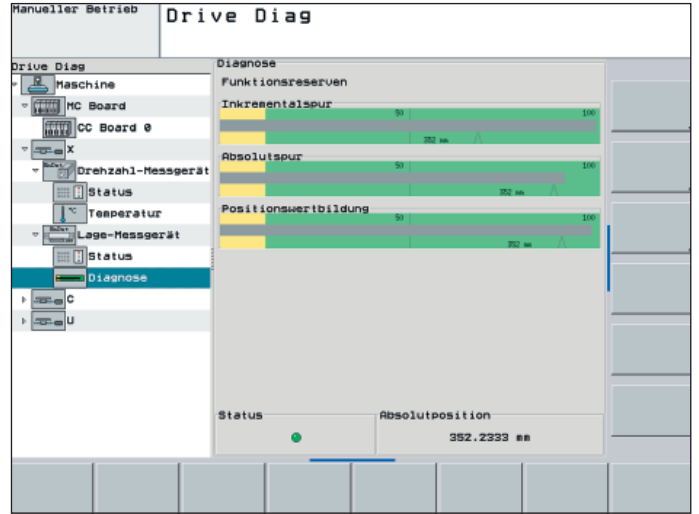 Manueller Betrieb
Drive Diag
Drive Diag
Maschine
MC Board
CC Board 0
X
EnDat
Drehzahl-Messgerät
Status
°C
Temperatur
EnDat
Lage-Messgerät
Status
Diagnose
C
U
Diagnose
Funktionsreserven
Inkrementalspur
50
100
352 mm
Absolutspur
50
100
352 mm
Positionswertbildung
50
100
352 mm
Status
Absolutposition
352.2333 mm